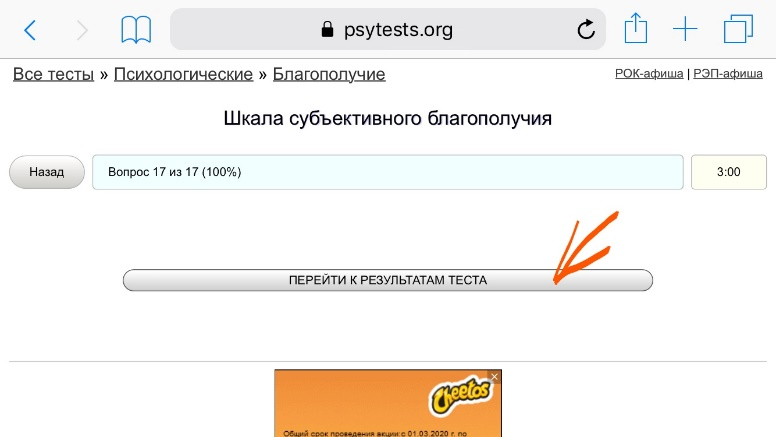 psytests.org
Все тесты » Психологические » Благополучие
РОК-афиша | РЭП-афиша
Шкала субъективного благополучия
Назад
Вопрос 17 из 17 (100%)
3:00
ПЕРЕЙТИ К РЕЗУЛЬТАТАМ ТЕСТА
Cheetos
Общий срок проведения акции:с 01.03.2020 г. по